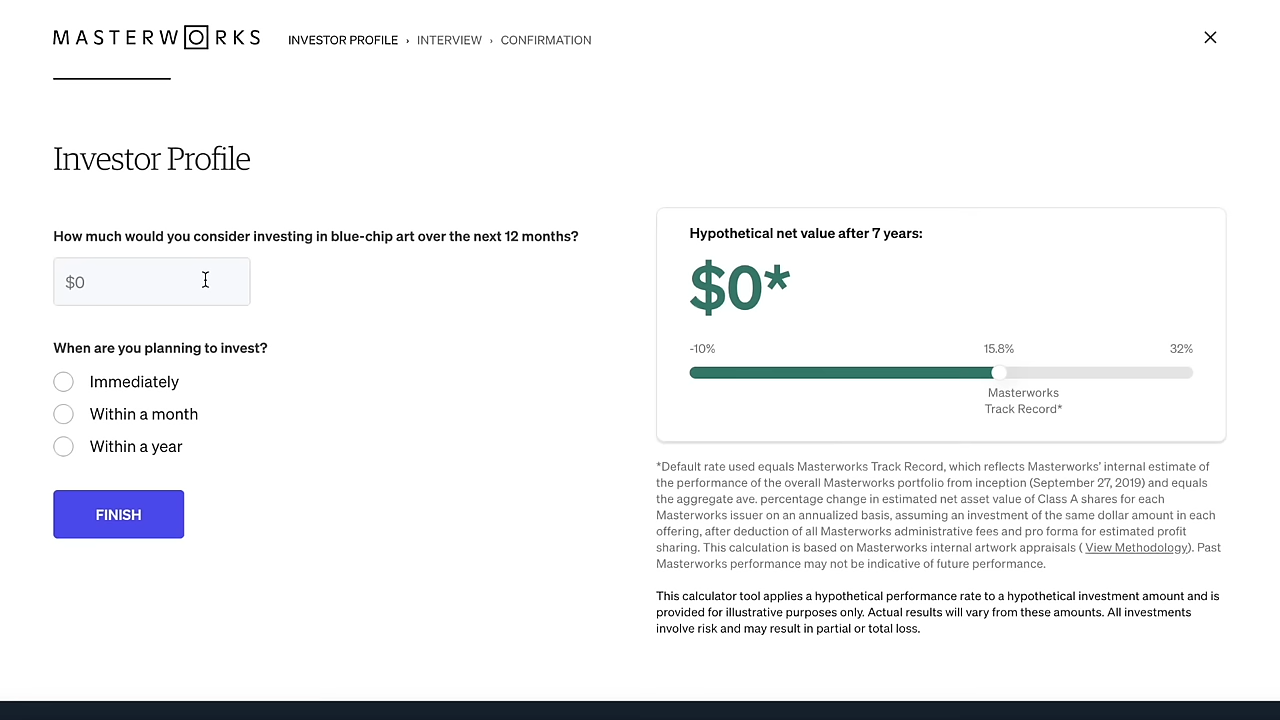 MASTERWORKS
INVESTOR PROFILE › INTERVIEW › CONFIRMATION
Investor Profile
How much would you consider investing in blue-chip art over the next 12 months?
$0
When are you planning to invest?
Immediately
Within a month
Within a year
FINISH
Hypothetical net value after 7 years:
$0*
-10% 15.8% 32%
Masterworks
Track Record*
*Default rate used equals Masterworks Track Record, which reflects Masterworks’ internal estimate of
the performance of the overall Masterworks portfolio from inception (September 27, 2019) and equals
the aggregate ave. percentage change in estimated net asset value of Class A shares for each
Masterworks issuer on an annualized basis, assuming an investment of the same dollar amount in each
offering, after deduction of all Masterworks administrative fees and pro forma for estimated profit
sharing. This calculation is based on Masterworks internal artwork appraisals ( View Methodology). Past
Masterworks performance may not be indicative of future performance.
This calculator tool applies a hypothetical performance rate to a hypothetical investment amount and is
provided for illustrative purposes only. Actual results will vary from these amounts. All investments
involve risk and may result in partial or total loss.